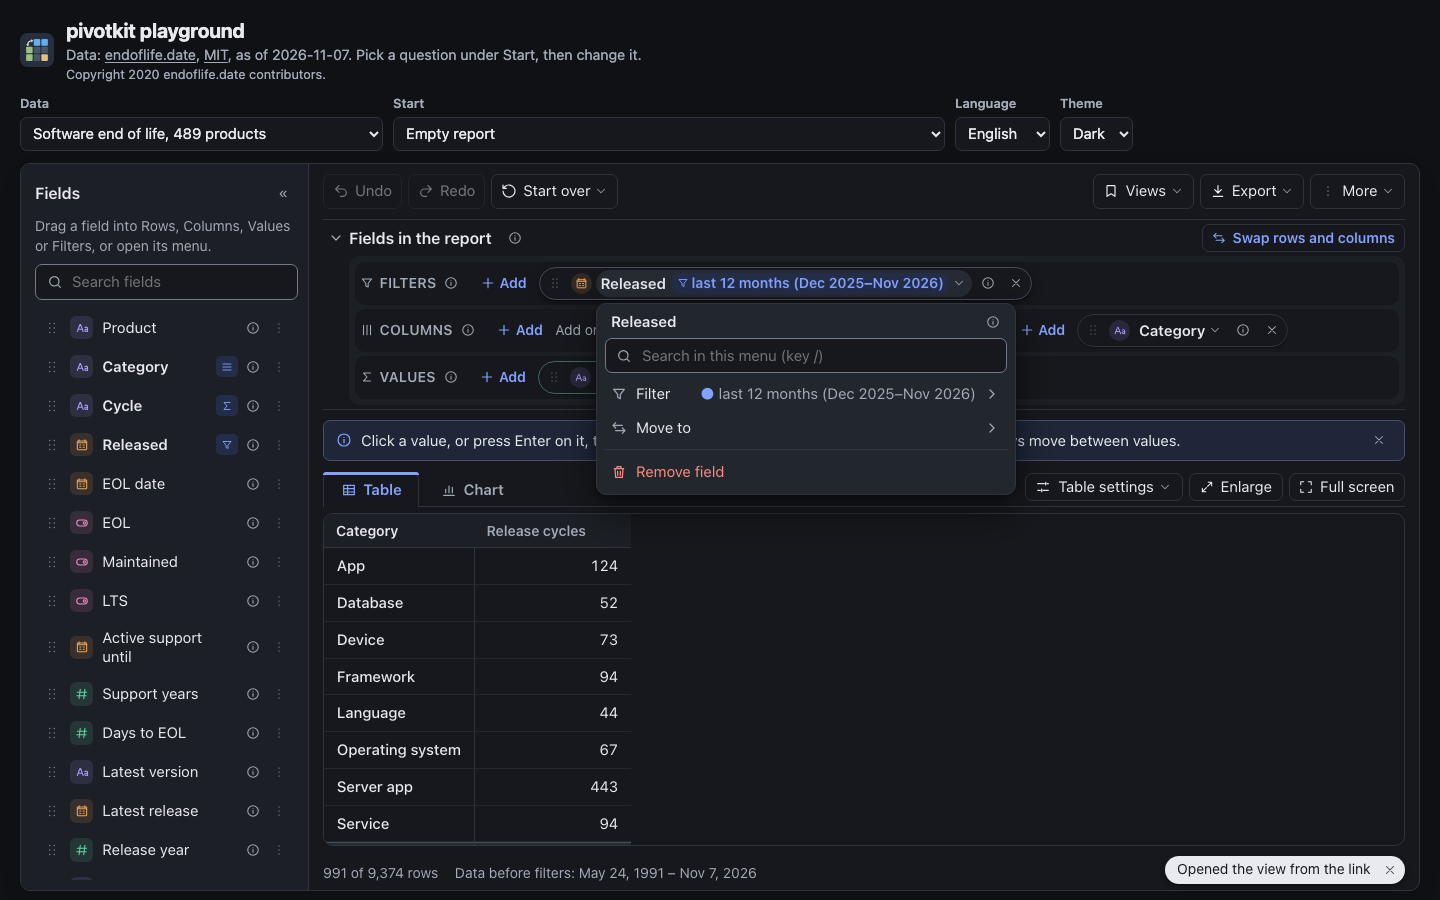 pivotkit playground
Data: endoflife.date, MIT, as of 2026-11-07. Pick a question under Start, then change it.
Copyright 2020 endoflife.date contributors.
Data
Start
Language
Theme
Software end of life, 489 products
Empty report
English
Dark
Fields
«
Drag a field into Rows, Columns, Values
or Filters, or open its menu.
Search fields
Aa Product
Aa Category
Aa Cycle
Released
EOL date
EOL
Maintained
LTS
Active support
until
Support years
Days to EOL
Aa Latest version
Latest release
Release year
Undo
Redo
Start over
Views
Export
More
Fields in the report
Swap rows and columns
FILTERS
+ Add
Released
last 12 months (Dec 2025–Nov 2026)
COLUMNS
+ Add
Add or
+ Add
Aa Category
VALUES
+ Add
Aa
Released
Search in this menu (key /)
Filter
last 12 months (Dec 2025–Nov 2026)
Move to
Remove field
Click a value, or press Enter on it, t
s move between values.
Table
Chart
Table settings
Enlarge
Full screen
Category Release cycles
App 124
Database 52
Device 73
Framework 94
Language 44
Operating system 67
Server app 443
Service 94
991 of 9,374 rows
Data before filters: May 24, 1991 – Nov 7, 2026
Opened the view from the link